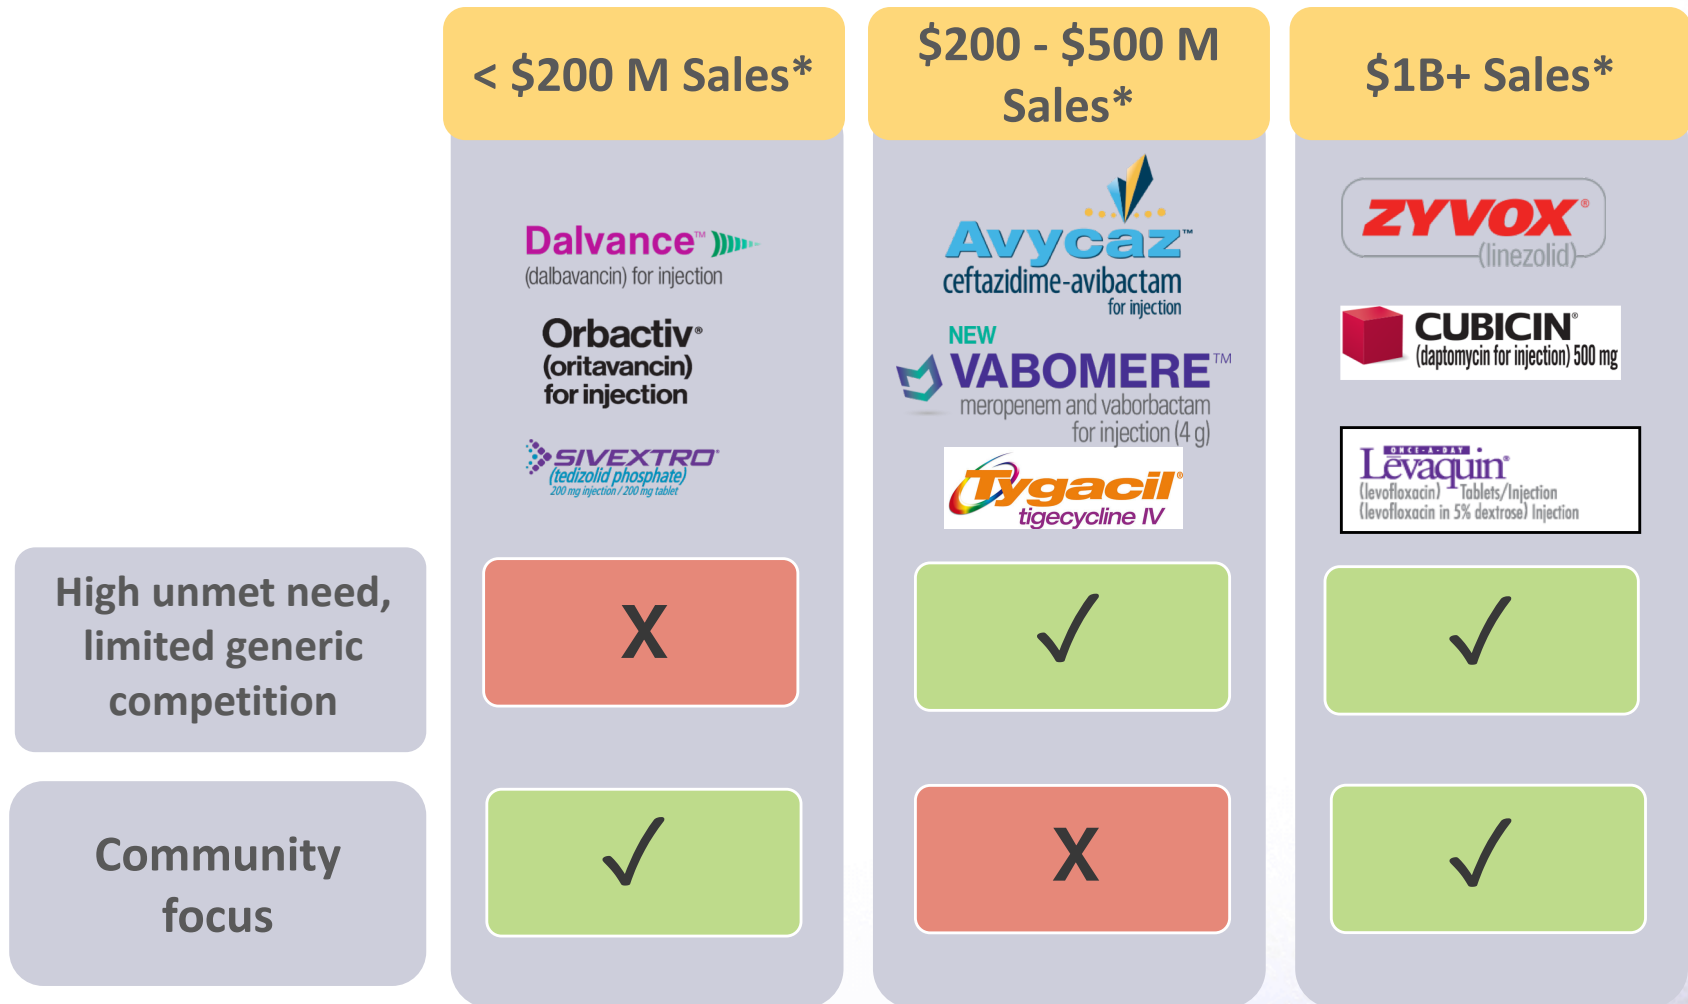 < $200 M Sales*
$200 - $500 M
Sales*
$1B+ Sales*
Dalvance™
(dalbavancin) for injection
Orbactiv®
(oritavancin)
for injection
SIVEXTRO®
(tedizolid phosphate)
200 mg injection / 200 mg tablet
Avycaz™
ceftazidime-avibactam
for injection
NEW
VABOMERE™
meropenem and vaborbactam
for injection (4 g)
Tygacil®
tigecycline IV
ZYVOX®
(linezolid)
CUBICIN®
(daptomycin for injection) 500 mg
ONCE-A-DAY
Levaquin®
(levofloxacin) Tablets/Injection
(levofloxacin in 5% dextrose) Injection
High unmet need,
limited generic
competition
X
✓
✓
Community
focus
✓
X
✓